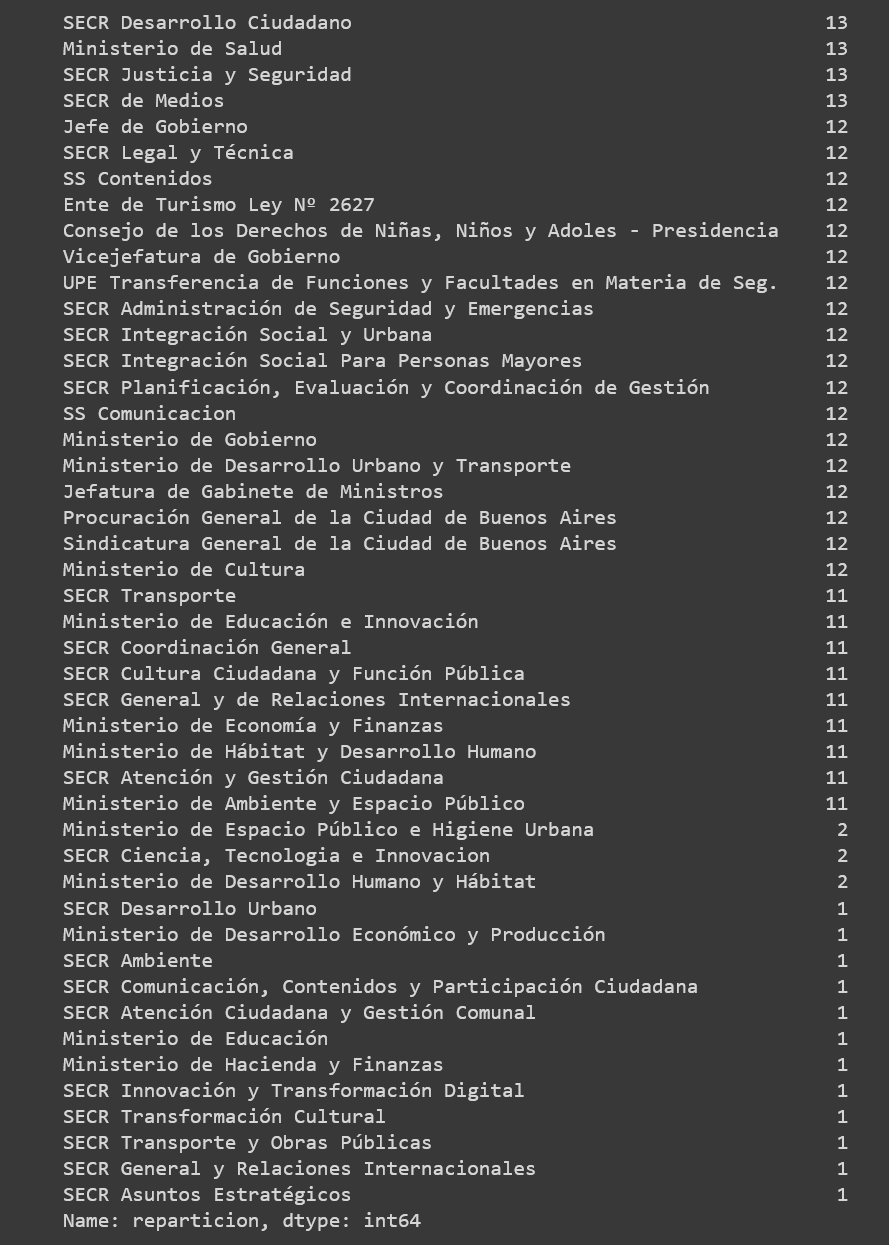 SECR Desarrollo Ciudadano 13
Ministerio de Salud 13
SECR Justicia y Seguridad 13
SECR de Medios 13
Jefe de Gobierno 12
SECR Legal y Técnica 12
SS Contenidos 12
Ente de Turismo Ley Nº 2627 12
Consejo de los Derechos de Niñas, Niños y Adoles - Presidencia 12
Vicejefatura de Gobierno 12
UPE Transferencia de Funciones y Facultades en Materia de Seg. 12
SECR Administración de Seguridad y Emergencias 12
SECR Integración Social y Urbana 12
SECR Integración Social Para Personas Mayores 12
SECR Planificación, Evaluación y Coordinación de Gestión 12
SS Comunicacion 12
Ministerio de Gobierno 12
Ministerio de Desarrollo Urbano y Transporte 12
Jefatura de Gabinete de Ministros 12
Procuración General de la Ciudad de Buenos Aires 12
Sindicatura General de la Ciudad de Buenos Aires 12
Ministerio de Cultura 12
SECR Transporte 11
Ministerio de Educación e Innovación 11
SECR Coordinación General 11
SECR Cultura Ciudadana y Función Pública 11
SECR General y de Relaciones Internacionales 11
Ministerio de Economía y Finanzas 11
Ministerio de Hábitat y Desarrollo Humano 11
SECR Atención y Gestión Ciudadana 11
Ministerio de Ambiente y Espacio Público 11
Ministerio de Espacio Público e Higiene Urbana 2
SECR Ciencia, Tecnologia e Innovacion 2
Ministerio de Desarrollo Humano y Hábitat 2
SECR Desarrollo Urbano 1
Ministerio de Desarrollo Económico y Producción 1
SECR Ambiente 1
SECR Comunicación, Contenidos y Participación Ciudadana 1
SECR Atención Ciudadana y Gestión Comunal 1
Ministerio de Educación 1
Ministerio de Hacienda y Finanzas 1
SECR Innovación y Transformación Digital 1
SECR Transformación Cultural 1
SECR Transporte y Obras Públicas 1
SECR General y Relaciones Internacionales 1
SECR Asuntos Estratégicos 1
Name: reparticion, dtype: int64